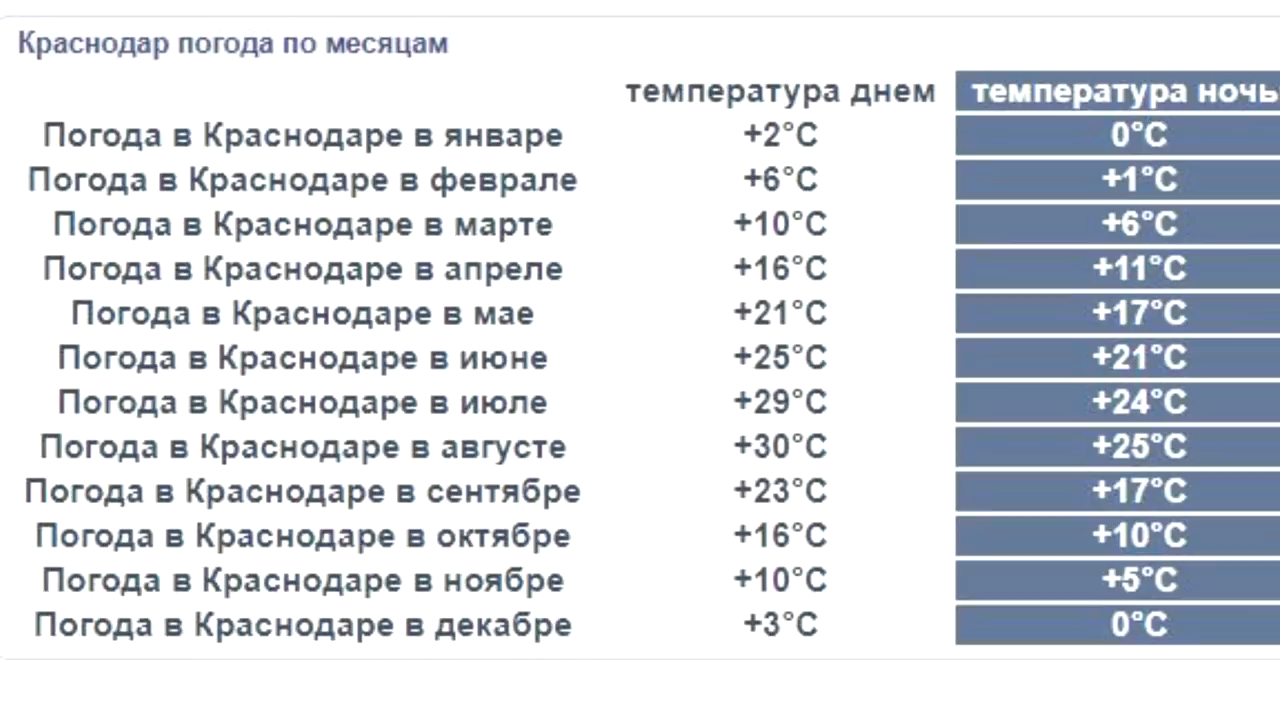 Краснодар погода по месяцам
температура днем температура ночь
Погода в Краснодаре в январе +2°C 0°C
Погода в Краснодаре в феврале +6°C +1°C
Погода в Краснодаре в марте +10°C +6°C
Погода в Краснодаре в апреле +16°C +11°C
Погода в Краснодаре в мае +21°C +17°C
Погода в Краснодаре в июне +25°C +21°C
Погода в Краснодаре в июле +29°C +24°C
Погода в Краснодаре в августе +30°C +25°C
Погода в Краснодаре в сентябре +23°C +17°C
Погода в Краснодаре в октябре +16°C +10°C
Погода в Краснодаре в ноябре +10°C +5°C
Погода в Краснодаре в декабре +3°C 0°C